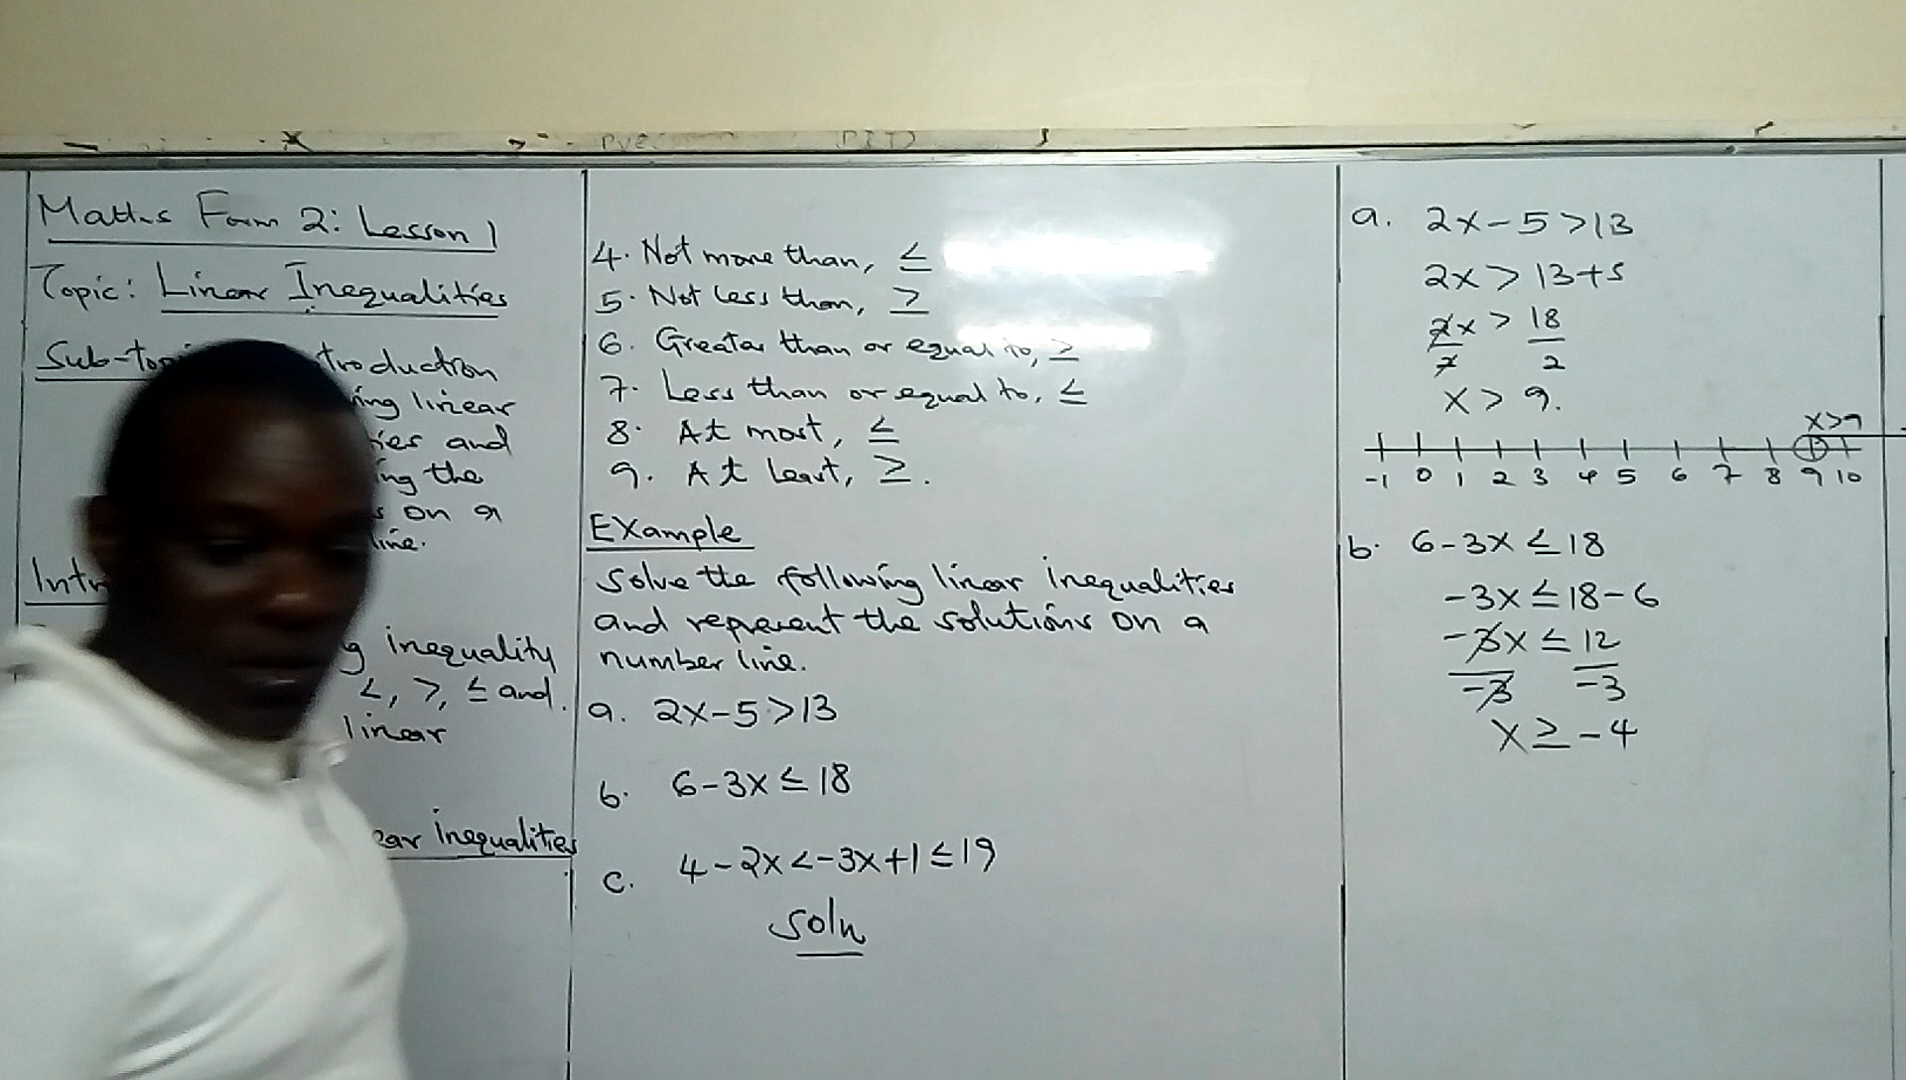 Maths Form 2: Lesson 1
Topic: Linear Inequalities
Sub-top troduction
ing linear
ies and
ing the
s on a
line.
Intr
g inequality
<, >, ≤ and
linear
ear inequalities
4. Not more than, ≤
5. Not less than, ≥
6. Greater than or equal to, ≥
7. Less than or equal to, ≤
8. At most, ≤
9. At least, ≥.
Example
Solve the following linear inequalities
and represent the solutions on a
number line.
a. 2x-5>13
b. 6-3x≤18
c. 4-2x<-3x+1≤19
soln
a. 2x-5>13
2x > 13+5
2x > 18
2 2
x > 9.
x>9
-1 0 1 2 3 4 5 6 7 8 9 10
b. 6-3x≤18
-3x≤18-6
-3x≤12
-3 -3
x≥-4